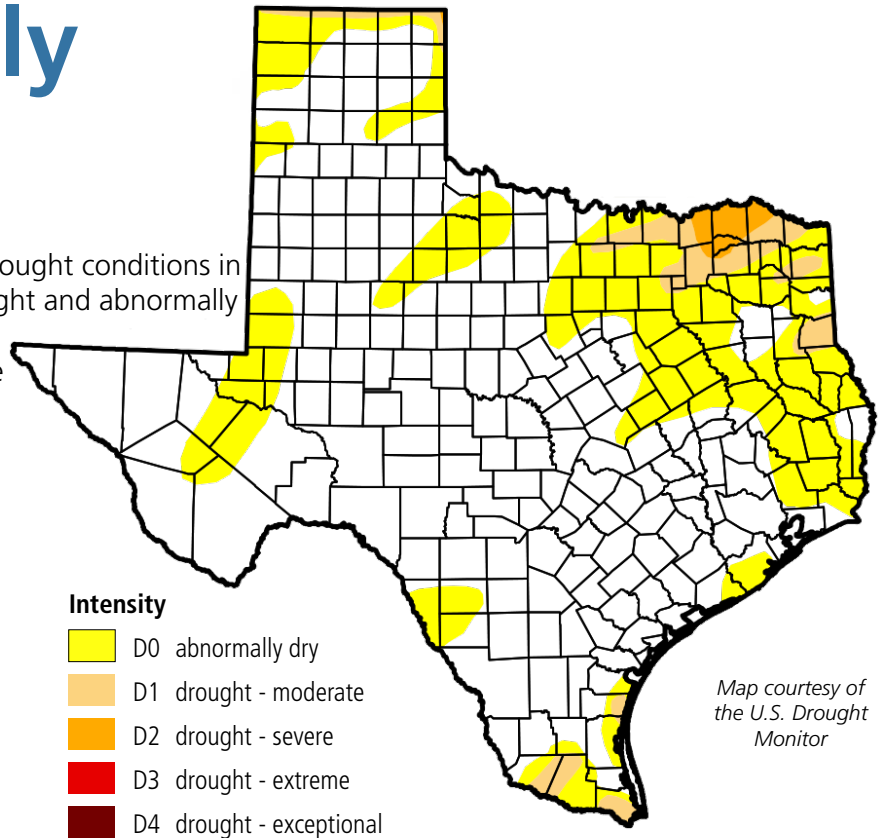 ly
ought conditions in
ght and abnormally
e
Intensity
D0 abnormally dry
D1 drought - moderate
D2 drought - severe
D3 drought - extreme
D4 drought - exceptional
Map courtesy of
the U.S. Drought
Monitor